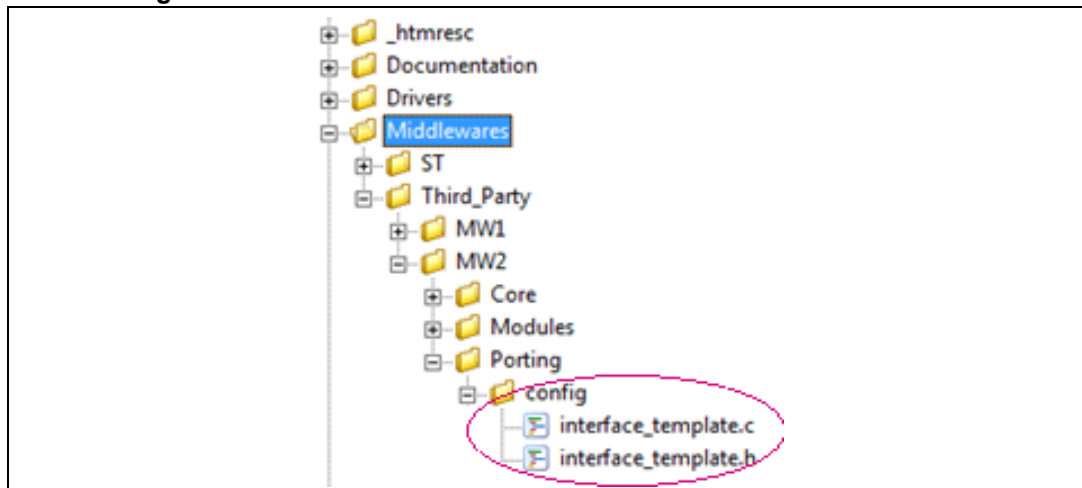 _htmresc
Documentation
Drivers
Middlewares
ST
Third_Party
MW1
MW2
Core
Modules
Porting
config
interface_template.c
interface_template.h